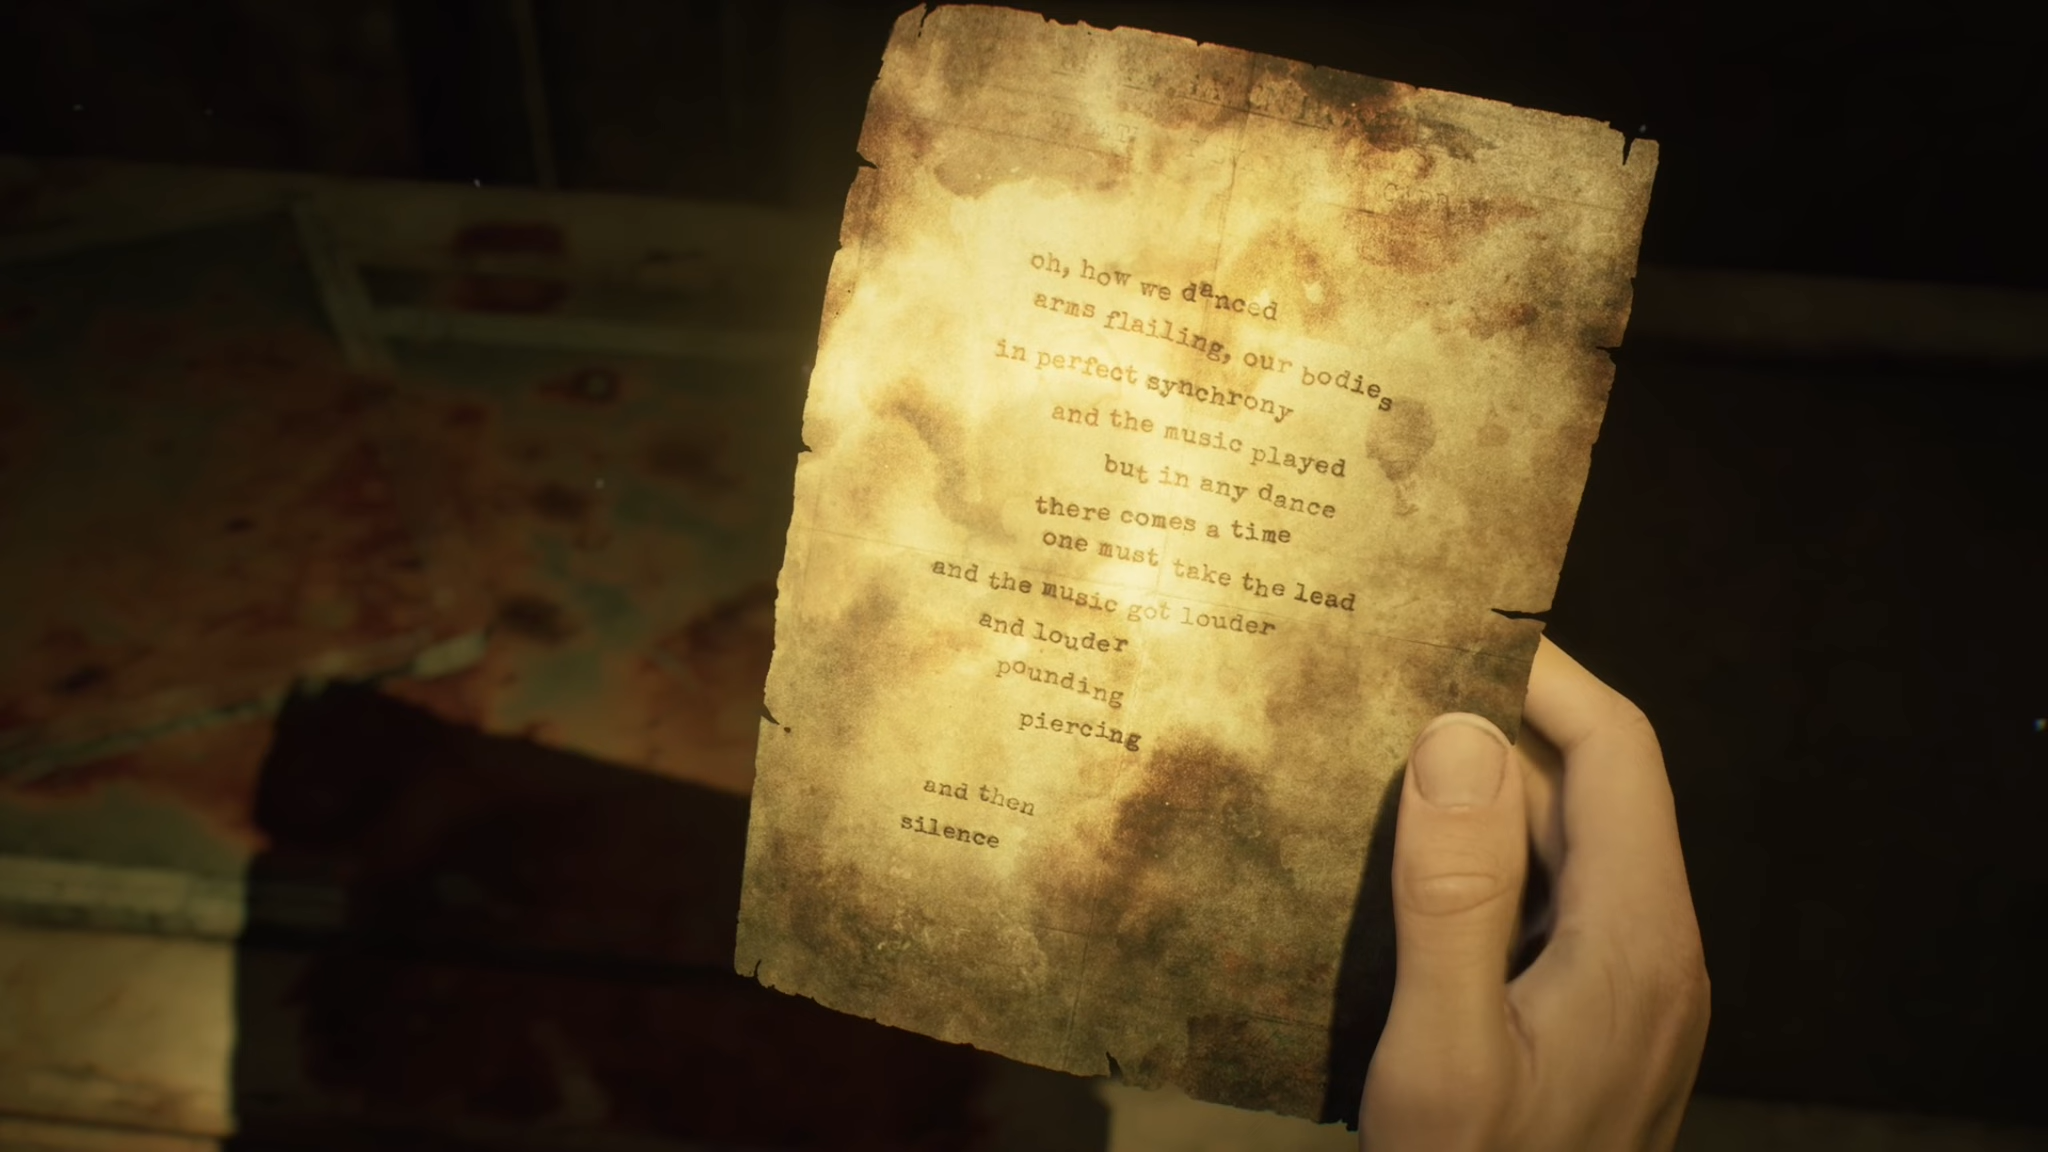 oh, how we danced
arms flailing, our bodies
in perfect synchrony
and the music played
but in any dance
there comes a time
one must take the lead
and the music got louder
and louder
pounding
piercing
and then
silence